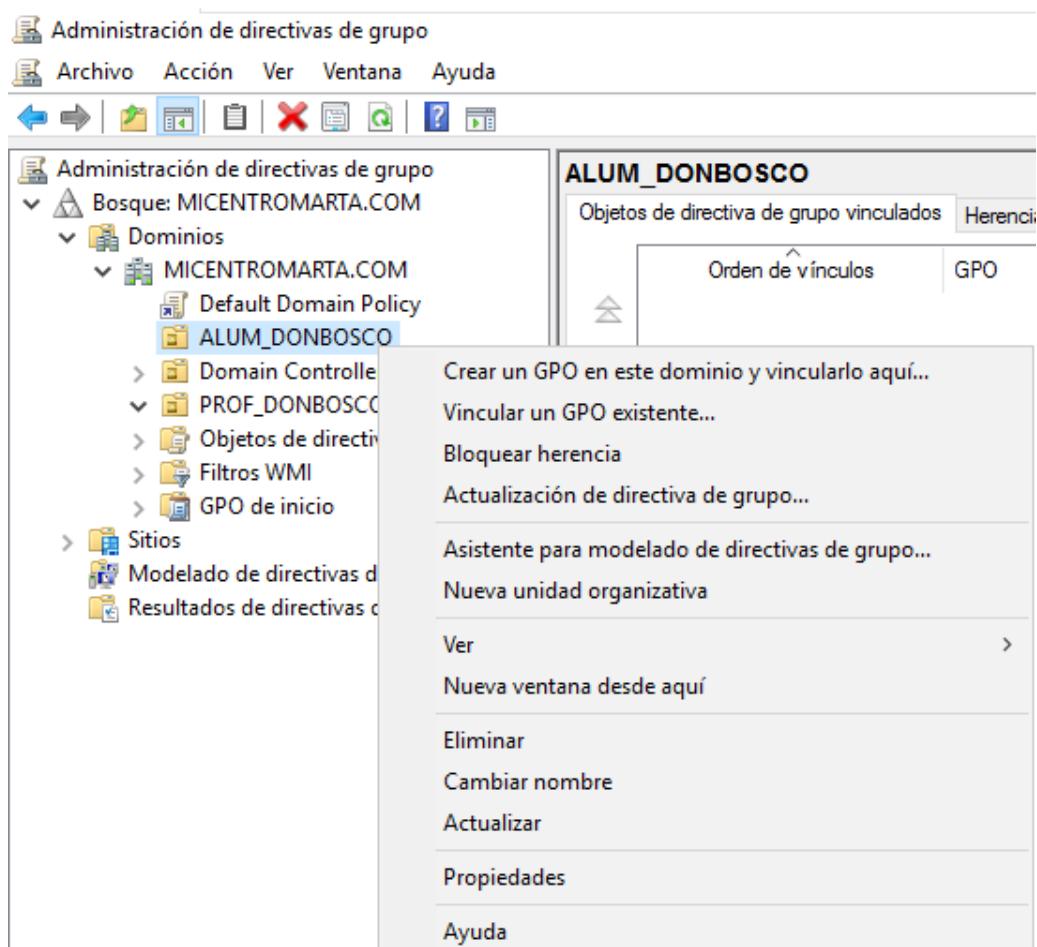 Administración de directivas de grupo
Archivo Acción Ver Ventana Ayuda
Administración de directivas de grupo
Bosque: MICENTROMARTA.COM
Dominios
MICENTROMARTA.COM
Default Domain Policy
ALUM_DONBOSCO
Domain Controlle
PROF_DONBOSCO
Objetos de directiv
Filtros WMI
GPO de inicio
Sitios
Modelado de directivas d
Resultados de directivas d
ALUM_DONBOSCO
Objetos de directiva de grupo vinculados Herencia
Orden de vínculos GPO
Crear un GPO en este dominio y vincularlo aquí...
Vincular un GPO existente...
Bloquear herencia
Actualización de directiva de grupo...
Asistente para modelado de directivas de grupo...
Nueva unidad organizativa
Ver
Nueva ventana desde aquí
Eliminar
Cambiar nombre
Actualizar
Propiedades
Ayuda